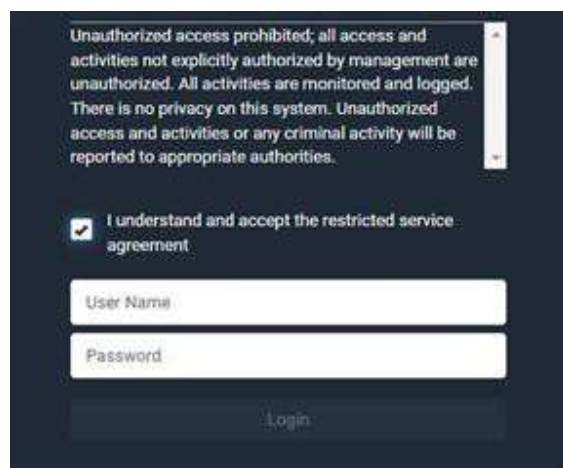 Unauthorized access prohibited; all access and
activities not explicitly authorized by management are
unauthorized. All activities are monitored and logged.
There is no privacy on this system. Unauthorized
access and activities or any criminal activity will be
reported to appropriate authorities.
I understand and accept the restricted service
agreement
User Name
Password
Login